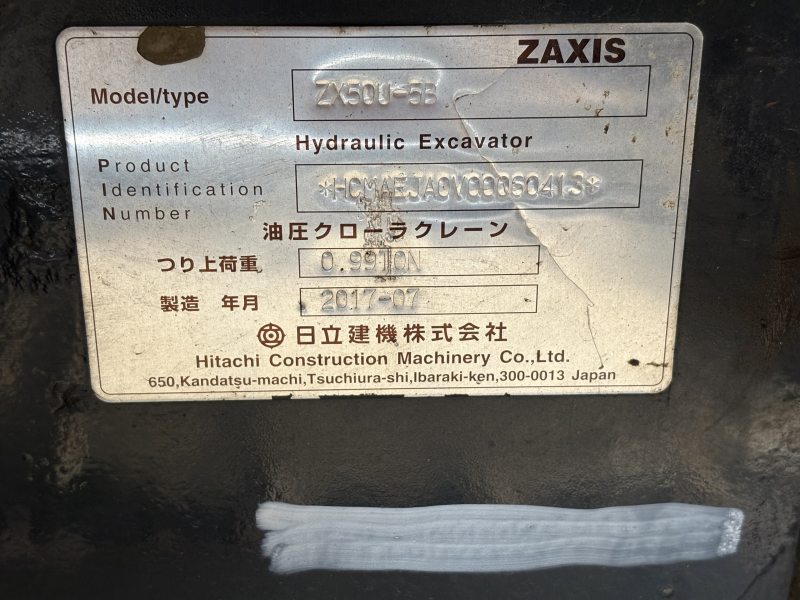 ZAXIS
Model/type ZX50U-5B
Hydraulic Excavator
Product
Identification *HCMAEJA0V00060413*
Number
油圧クローラクレーン
つり上荷重 0.99TON
製造 年月 2017-07
日立建機株式会社
Hitachi Construction Machinery Co.,Ltd.
650,Kandatsu-machi,Tsuchiura-shi,Ibaraki-ken,300-0013 Japan